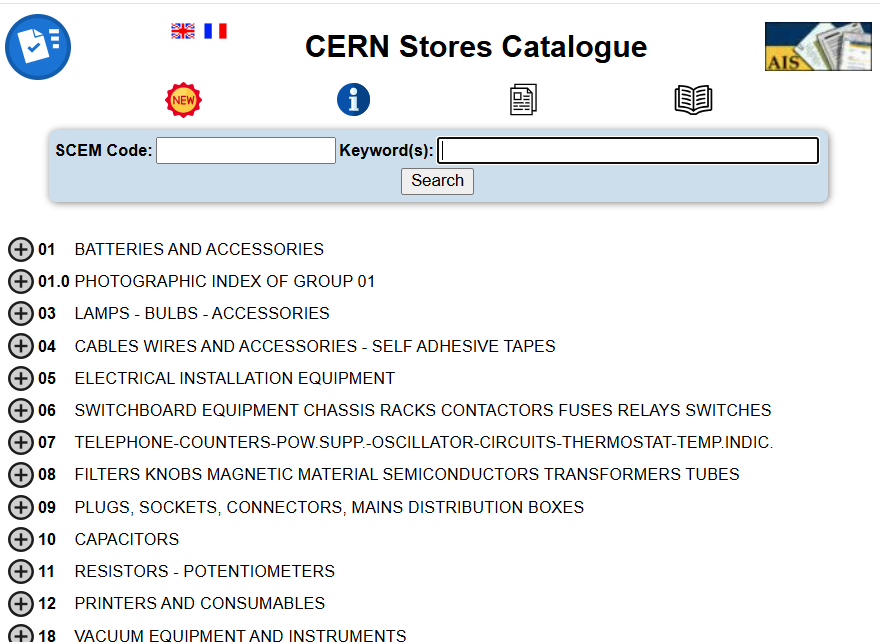 CERN Stores Catalogue
AIS
NEW
i
SCEM Code: Keyword(s):
Search
01 BATTERIES AND ACCESSORIES
01.0 PHOTOGRAPHIC INDEX OF GROUP 01
03 LAMPS - BULBS - ACCESSORIES
04 CABLES WIRES AND ACCESSORIES - SELF ADHESIVE TAPES
05 ELECTRICAL INSTALLATION EQUIPMENT
06 SWITCHBOARD EQUIPMENT CHASSIS RACKS CONTACTORS FUSES RELAYS SWITCHES
07 TELEPHONE-COUNTERS-POW.SUPP.-OSCILLATOR-CIRCUITS-THERMOSTAT-TEMP.INDIC.
08 FILTERS KNOBS MAGNETIC MATERIAL SEMICONDUCTORS TRANSFORMERS TUBES
09 PLUGS, SOCKETS, CONNECTORS, MAINS DISTRIBUTION BOXES
10 CAPACITORS
11 RESISTORS - POTENTIOMETERS
12 PRINTERS AND CONSUMABLES
18 VACUUM EQUIPMENT AND INSTRUMENTS